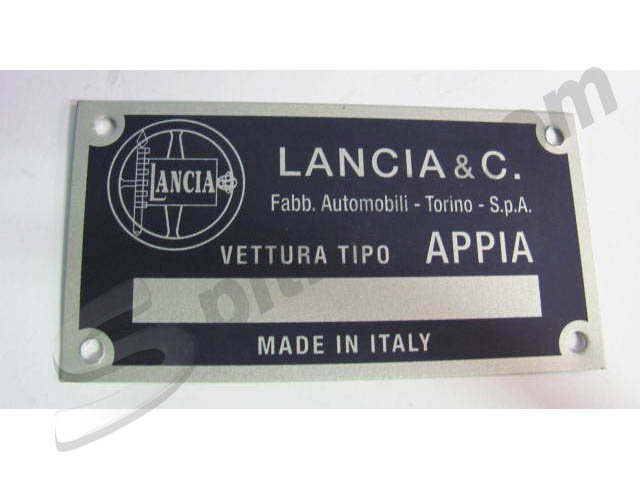 LANCIA
LANCIA & C.
Fabb. Automobili - Torino - S.p.A.
VETTURA TIPO APPIA
MADE IN ITALY